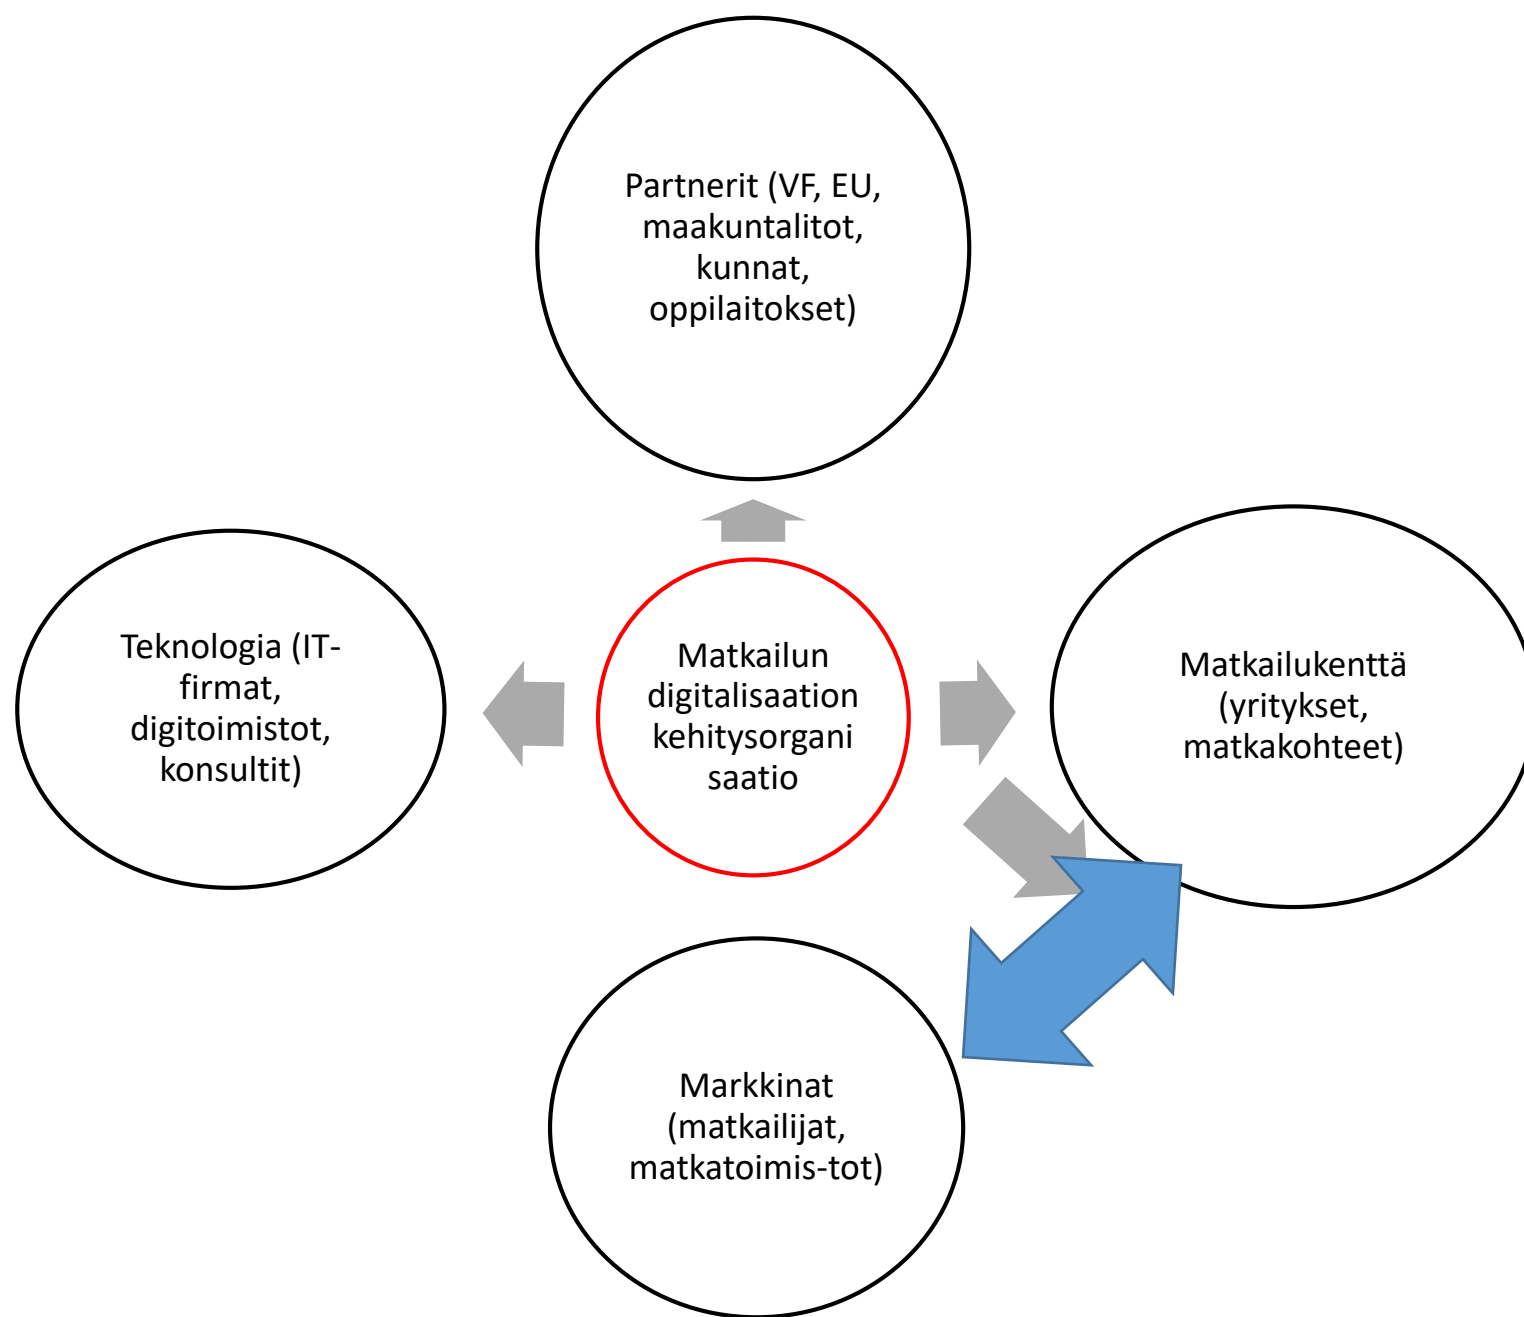 Partnerit (VF, EU,
maakuntalitot,
kunnat,
oppilaitokset)
Teknologia (IT-
firmat,
digitoimistot,
konsultit)
Matkailun
digitalisaation
kehitysorgani
saatio
Matkailukenttä
(yritykset,
matkakohteet)
Markkinat
(matkailijat,
matkatoimis-tot)